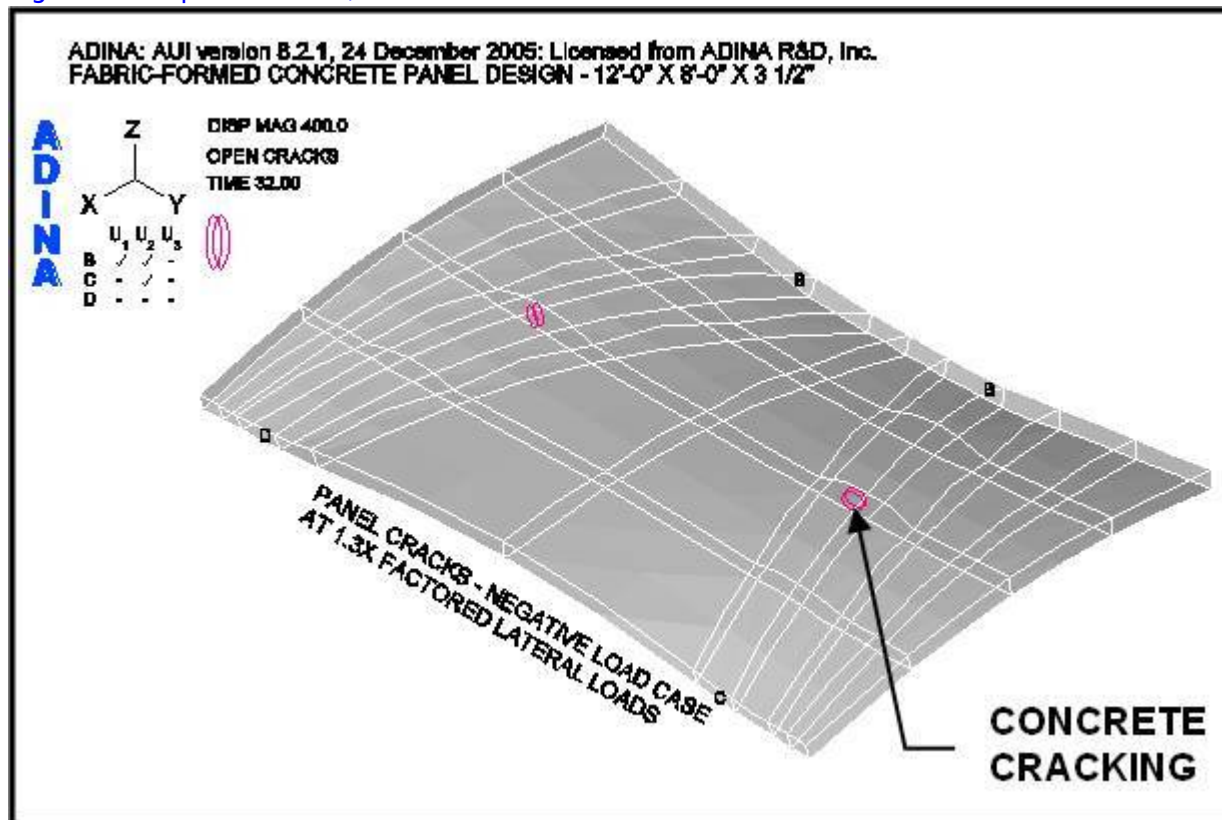 ADINA: AUI version 8.2.1, 24 December 2005: Licensed from ADINA R&D, Inc.
FABRIC-FORMED CONCRETE PANEL DESIGN - 12'-0" X 8'-0" X 3 1/2"
ADINA
Z
X Y
DISP MAG 400.0
OPEN CRACKS
TIME 32.00
U1 U2 U3
B / / -
C - / -
D - - -
B
B
D
C
PANEL CRACKS - NEGATIVE LOAD CASE
AT 1.3X FACTORED LATERAL LOADS
CONCRETE
CRACKING